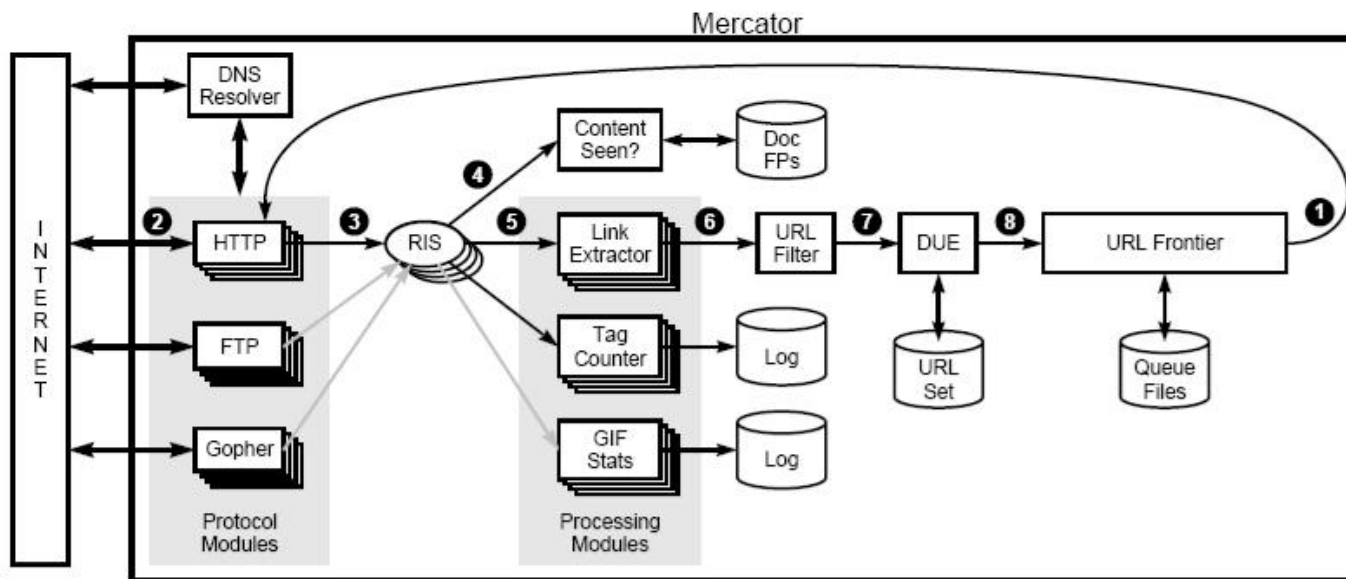 Mercator
INTERNET
DNS
Resolver
Content
Seen?
Doc
FPs
4
2
HTTP
3
RIS
5
Link
Extractor
6
URL
Filter
7
DUE
8
URL Frontier
1
FTP
Tag
Counter
Log
URL
Set
Queue
Files
Gopher
GIF
Stats
Log
Protocol
Modules
Processing
Modules